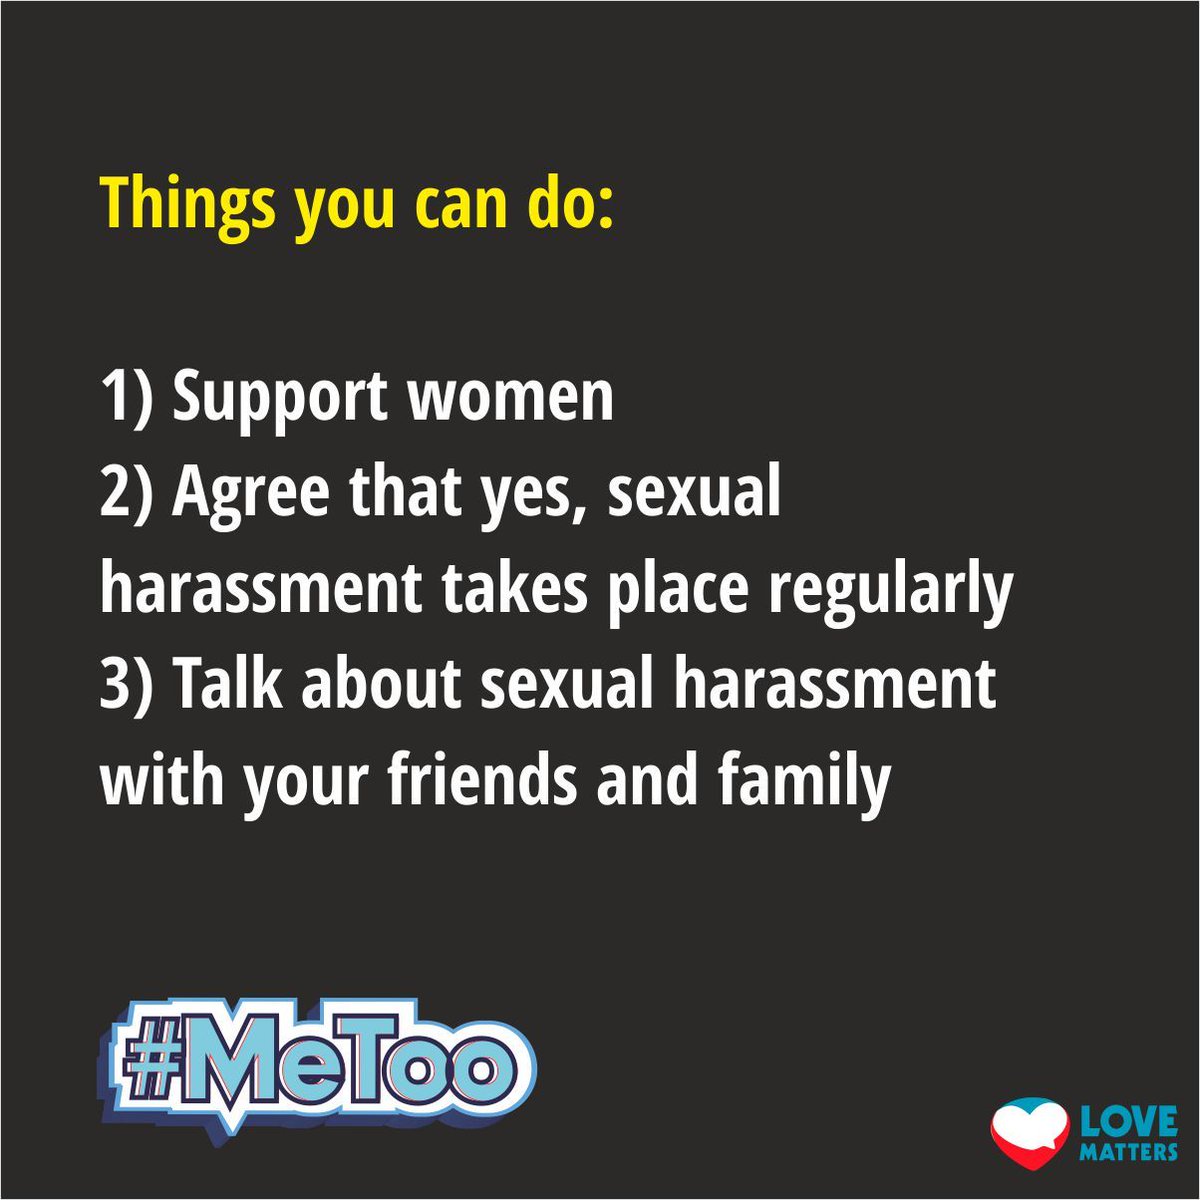 Things you can do:
1) Support women
2) Agree that yes, sexual
harassment takes place regularly
3) Talk about sexual harassment
with your friends and family
#MeToo
LOVE
MATTERS